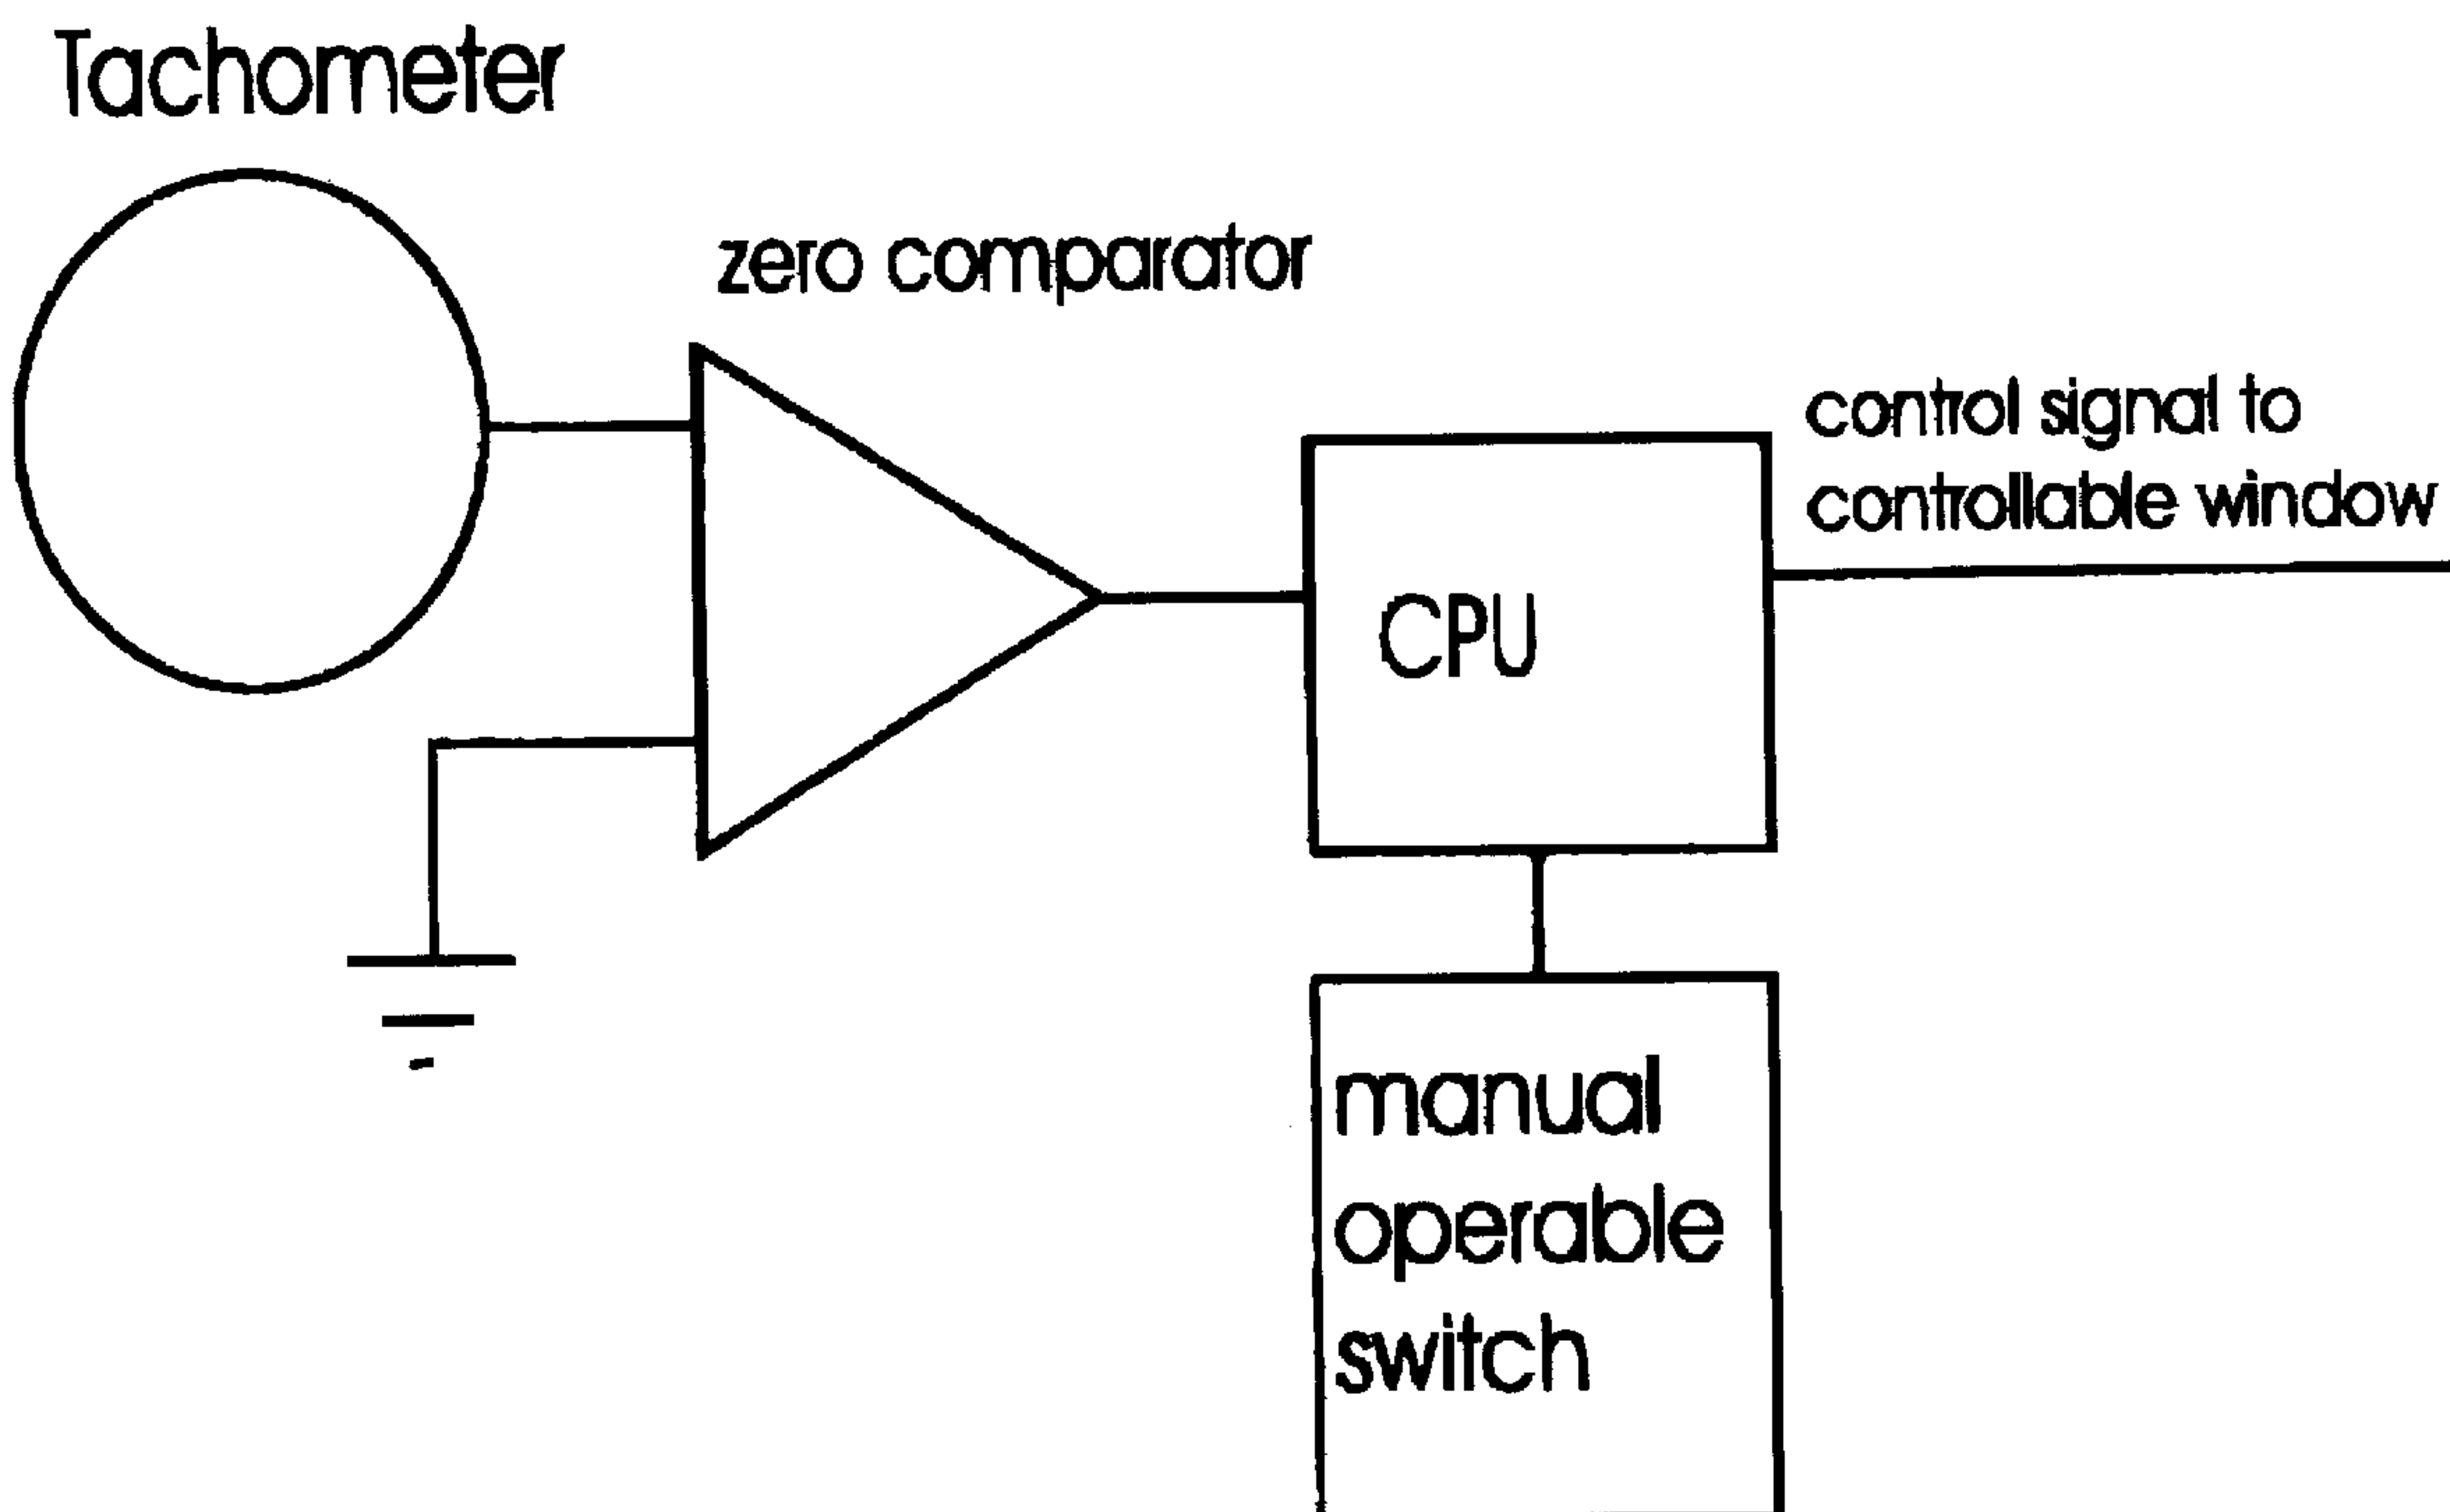 Tachometer
zero comparator
control signal to
controllable window
CPU
manual
operable
switch